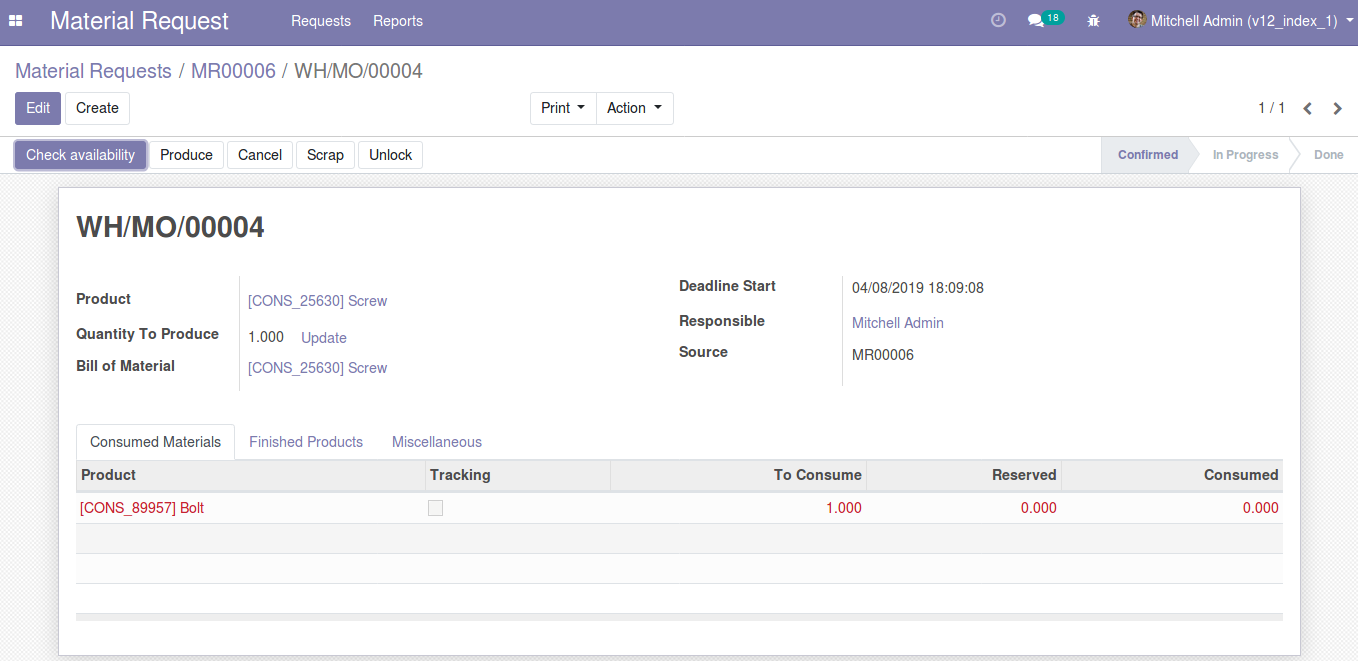 Material Request Requests Reports 18 Mitchell Admin (v12_index_1)
Material Requests / MR00006 / WH/MO/00004
Edit Create Print Action 1 / 1
Check availability Produce Cancel Scrap Unlock Confirmed In Progress Done
WH/MO/00004
Product [CONS_25630] Screw
Quantity To Produce 1.000 Update
Bill of Material [CONS_25630] Screw
Deadline Start 04/08/2019 18:09:08
Responsible Mitchell Admin
Source MR00006
Consumed Materials Finished Products Miscellaneous
Product Tracking To Consume Reserved Consumed
[CONS_89957] Bolt 1.000 0.000 0.000